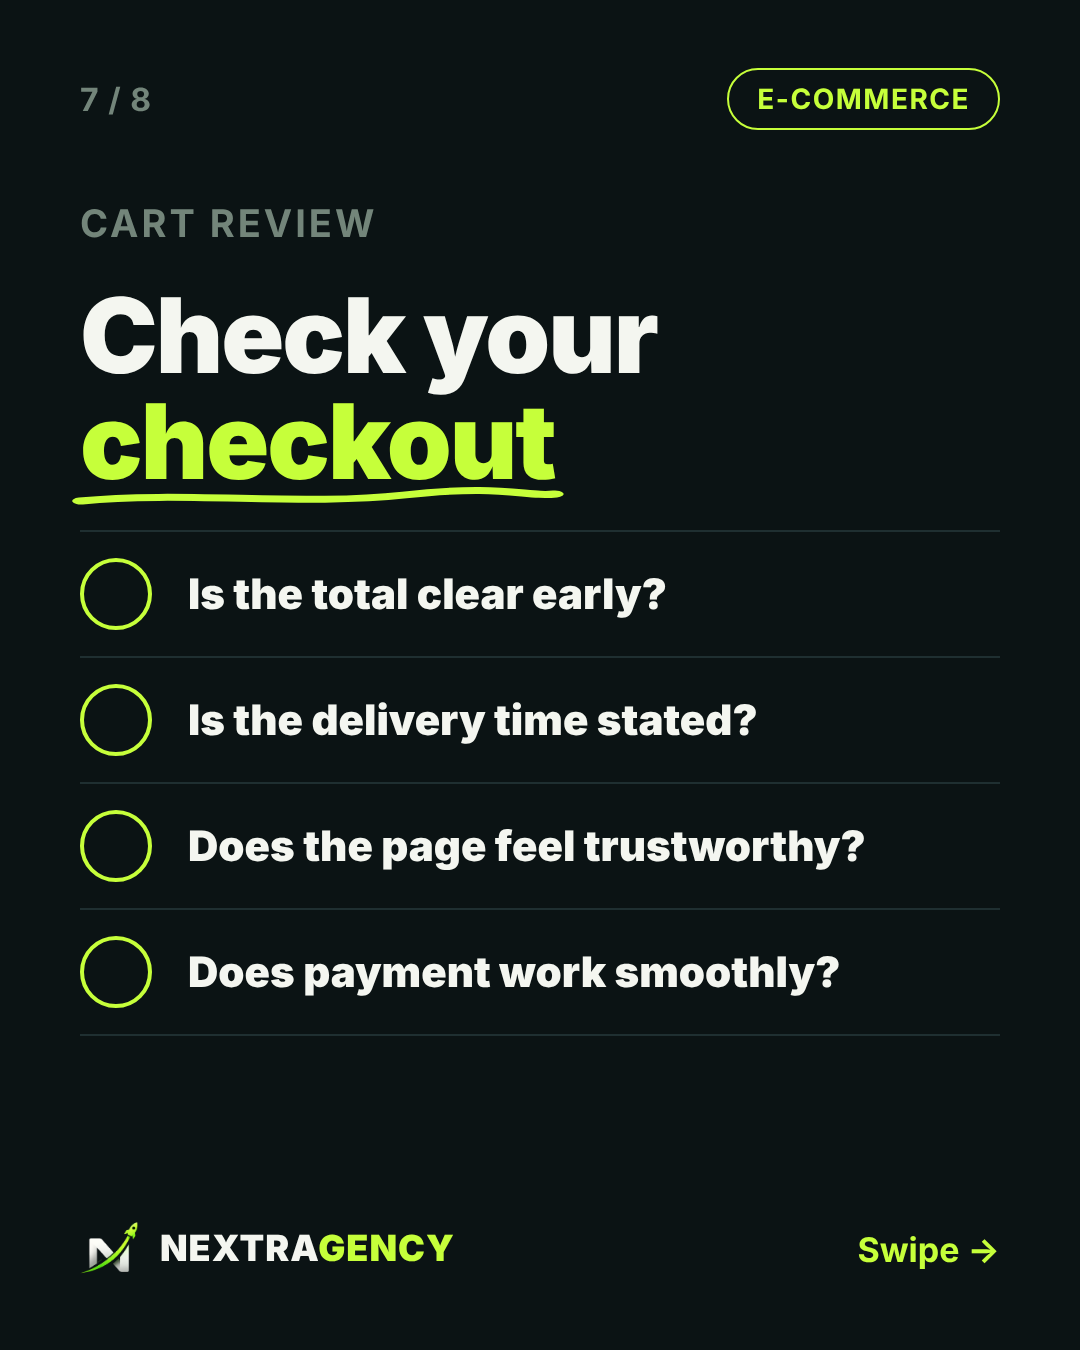 7 / 8
E-COMMERCE
CART REVIEW
Check your
checkout
Is the total clear early?
Is the delivery time stated?
Does the page feel trustworthy?
Does payment work smoothly?
NEXTRAGENCY
Swipe →